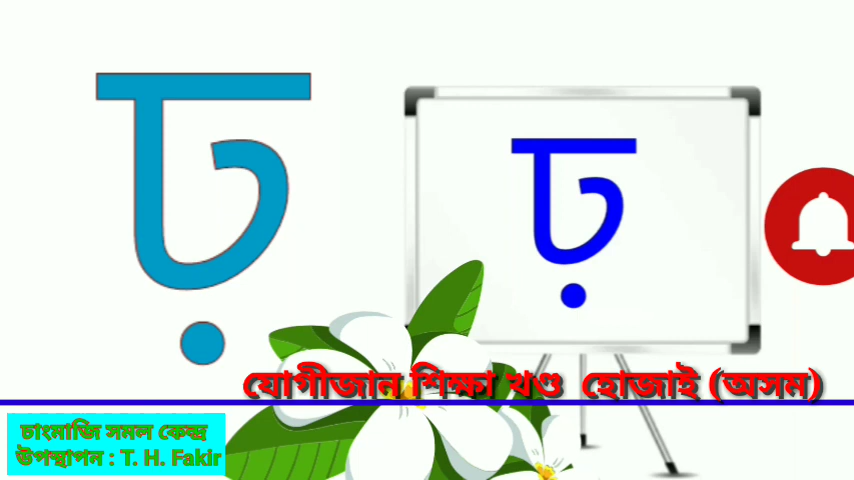 ঢ়
ঢ়
যোগীজান শিক্ষা খণ্ড হোজাই (অসম)
চাংমাজি সমল কেন্দ্ৰ
উপস্থাপন : T. H. Fakir